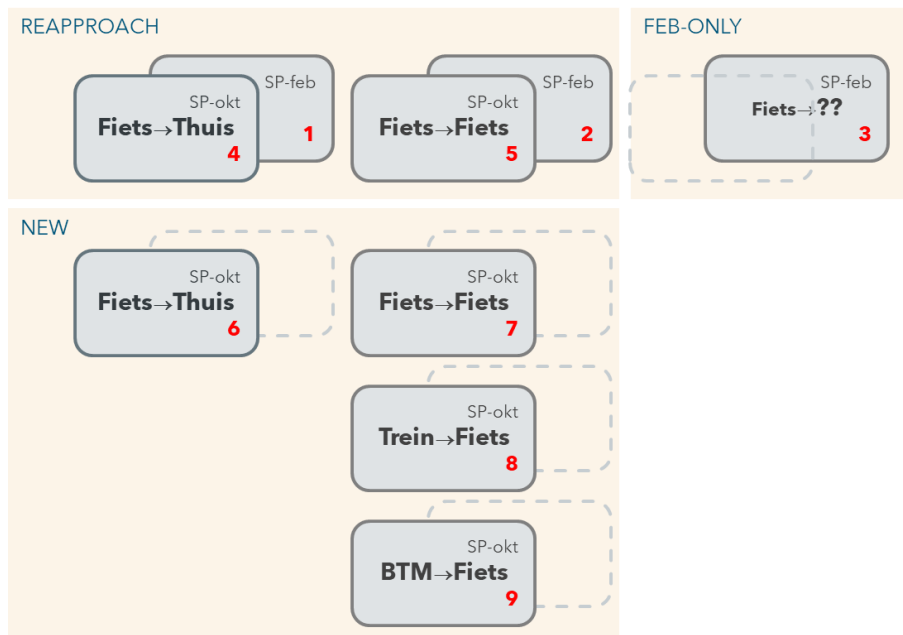 REAPPROACH
SP-feb
1
SP-okt
Fiets→Thuis
4
SP-feb
2
SP-okt
Fiets→Fiets
5
FEB-ONLY
SP-feb
Fiets→??
3
NEW
SP-okt
Fiets→Thuis
6
SP-okt
Fiets→Fiets
7
SP-okt
Trein→Fiets
8
SP-okt
BTM→Fiets
9